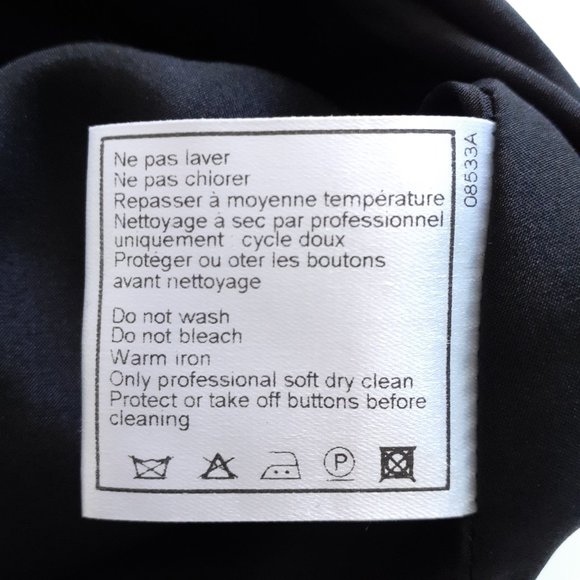 Ne pas laver
Ne pas chlorer
Repasser à moyenne température
Nettoyage à sec par professionnel
uniquement : cycle doux
Protéger ou oter les boutons
avant nettoyage
Do not wash
Do not bleach
Warm iron
Only professional soft dry clean
Protect or take off buttons before
cleaning
P
08533A